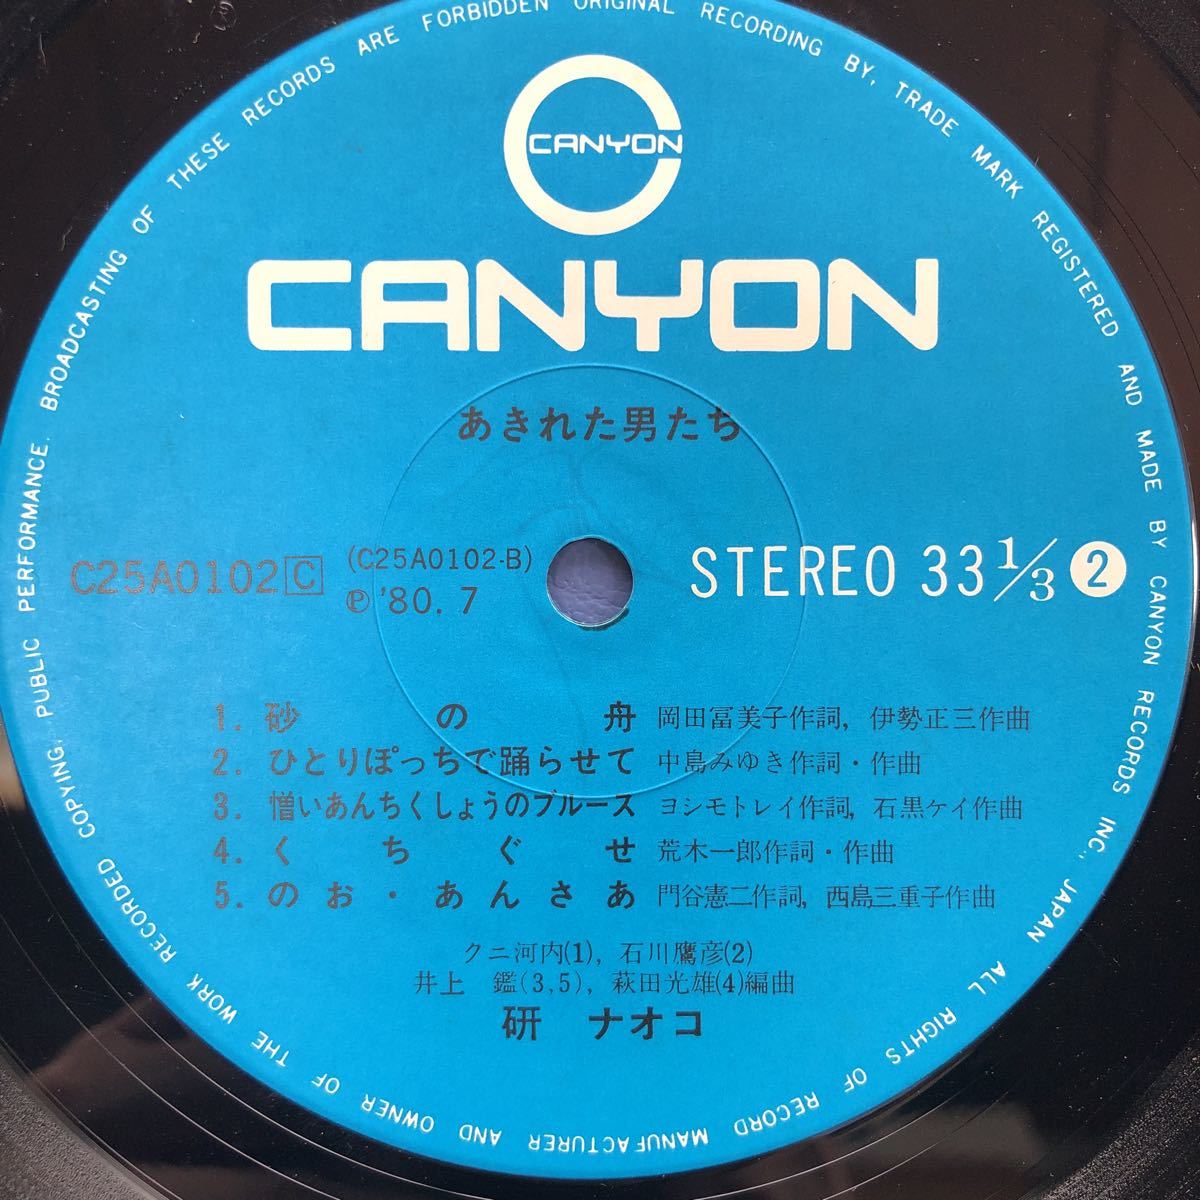 ALL RIGHTS OF RECORD MANUFACTURER AND OWNER OF THE WORK RECORDED COPYING, PUBLIC PERFORMANCE. BROADCASTING OF THESE RECORDS ARE FORBIDDEN ORIGINAL RECORDING BY, TRADE MARK REGISTERED AND MADE BY CANYON RECORDS INC., JAPAN
CANYON
CANYON
あきれた男たち
C25A0102 C (C25A0102-B) STEREO 33 1/3 2
Ⓟ '80. 7
1. 砂の舟 岡田冨美子作詞, 伊勢正三作曲
2. ひとりぽっちで踊らせて 中島みゆき作詞・作曲
3. 憎いあんちくしょうのブルース ヨシモトレイ作詞, 石黒ケイ作曲
4. くちぐせ 荒木一郎作詞・作曲
5. のお・あんさあ 門谷憲二作詞, 西島三重子作曲
クニ河内(1), 石川鷹彦(2)
井上 鑑(3,5), 萩田光雄(4)編曲
研 ナオコ